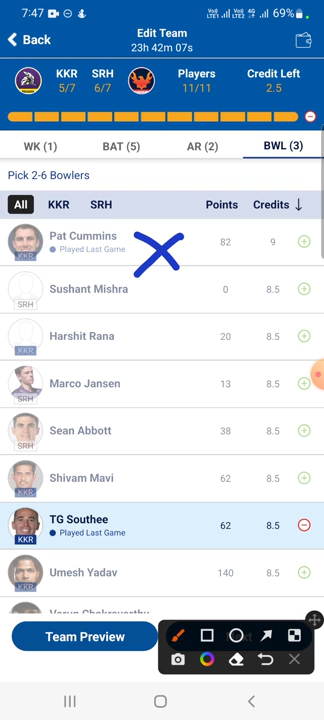 7:47 69%
Edit Team
Back
23h 42m 07s
KKR SRH Players Credit Left
5/7 6/7 11/11 2.5
WK (1) BAT (5) AR (2) BWL (3)
Pick 2-6 Bowlers
All KKR SRH Points Credits ↓
Pat Cummins 82 9
Played Last Game
KKR
Sushant Mishra 0 8.5
SRH
Harshit Rana 20 8.5
KKR
Marco Jansen 13 8.5
SRH
Sean Abbott 38 8.5
SRH
Shivam Mavi 62 8.5
KKR
TG Southee 62 8.5
Played Last Game
KKR
Umesh Yadav 140 8.5
KKR
Varun Chakravarthy
Team Preview